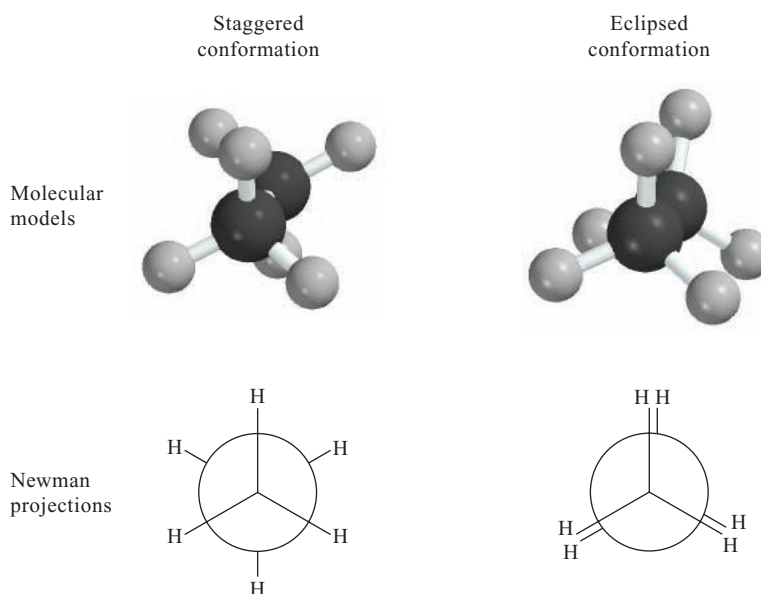 Staggered
conformation
Eclipsed
conformation
Molecular
models
Newman
projections
H
H
H
H
H
H
H H
H
H
H
H